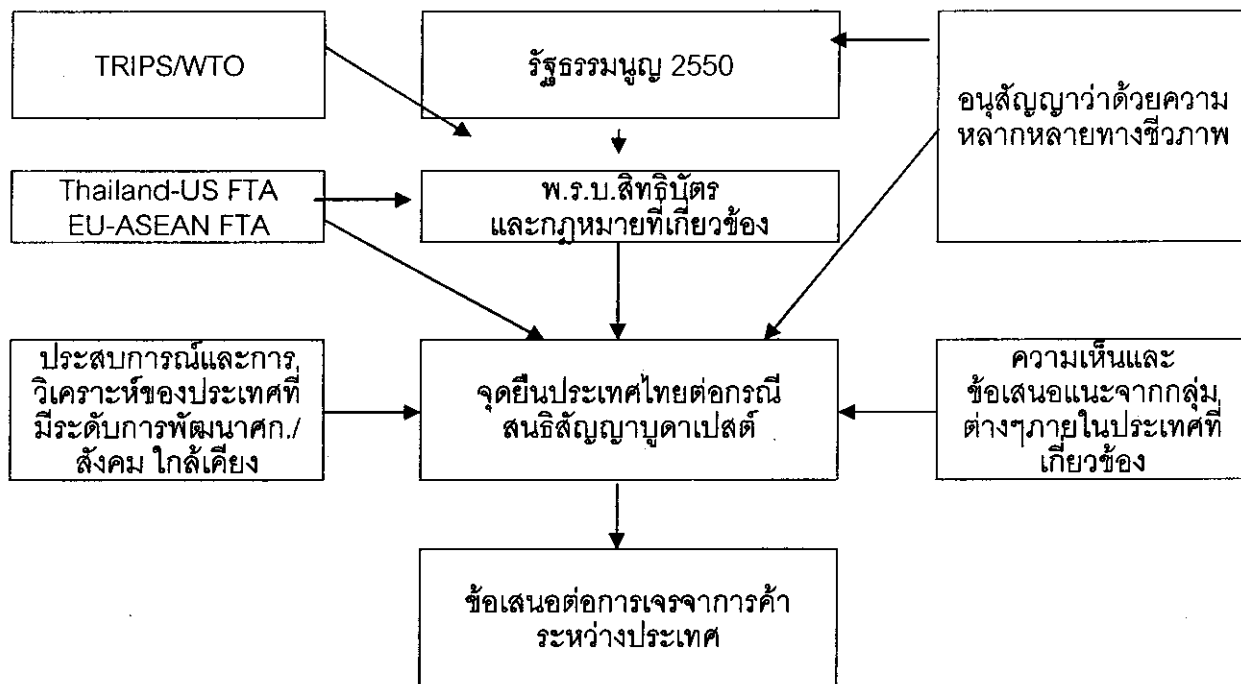 TRIPS/WTO
รัฐธรรมนูญ 2550
อนุสัญญาว่าด้วยความ
หลากหลายทางชีวภาพ
Thailand-US FTA
EU-ASEAN FTA
พ.ร.บ.สิทธิบัตร
และกฎหมายที่เกี่ยวข้อง
ประสบการณ์และการ
วิเคราะห์ของประเทศที่
มีระดับการพัฒนาศก./
สังคม ใกล้เคียง
จุดยืนประเทศไทยต่อกรณี
สนธิสัญญาบูดาเปสต์
ความเห็นและ
ข้อเสนอแนะจากกลุ่ม
ต่างๆภายในประเทศที่
เกี่ยวข้อง
ข้อเสนอต่อการเจรจาการค้า
ระหว่างประเทศ